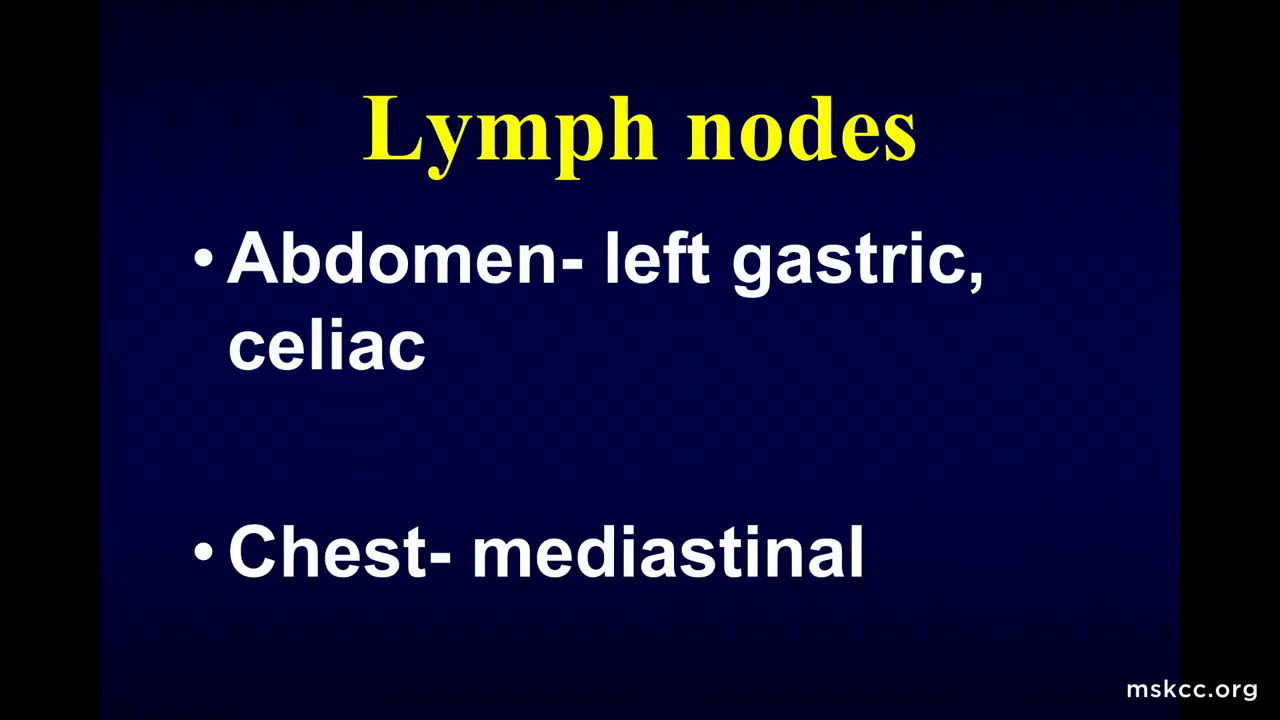 Lymph nodes
• Abdomen- left gastric,
celiac
• Chest- mediastinal
mskcc.org